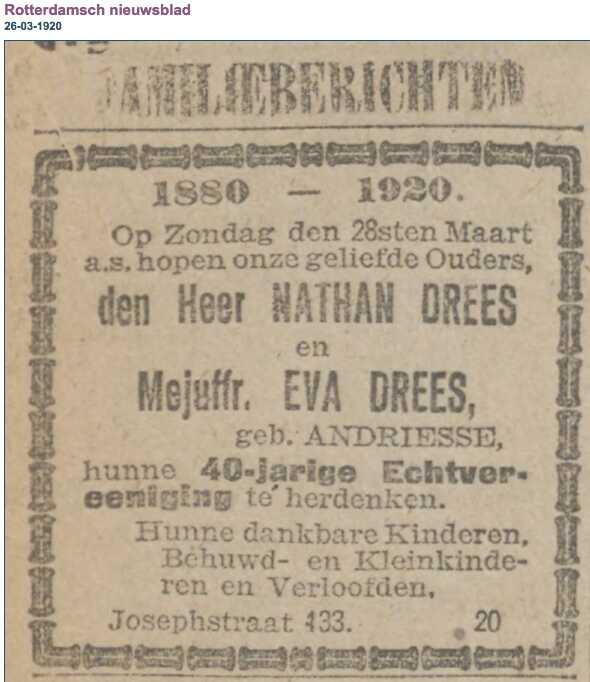 Rotterdamsch nieuwsblad
26-03-1920
FAMILIEBERICHTEN
1880 — 1920.
Op Zondag den 28sten Maart
a.s. hopen onze geliefde Ouders,
den Heer NATHAN DREES
en
Mejuffr. EVA DREES,
geb. ANDRIESSE,
hunne 40-jarige Echtver-
eeniging te herdenken.
Hunne dankbare Kinderen,
Behuwd- en Kleinkinde-
ren en Verloofden.
Josephstraat 133. 20